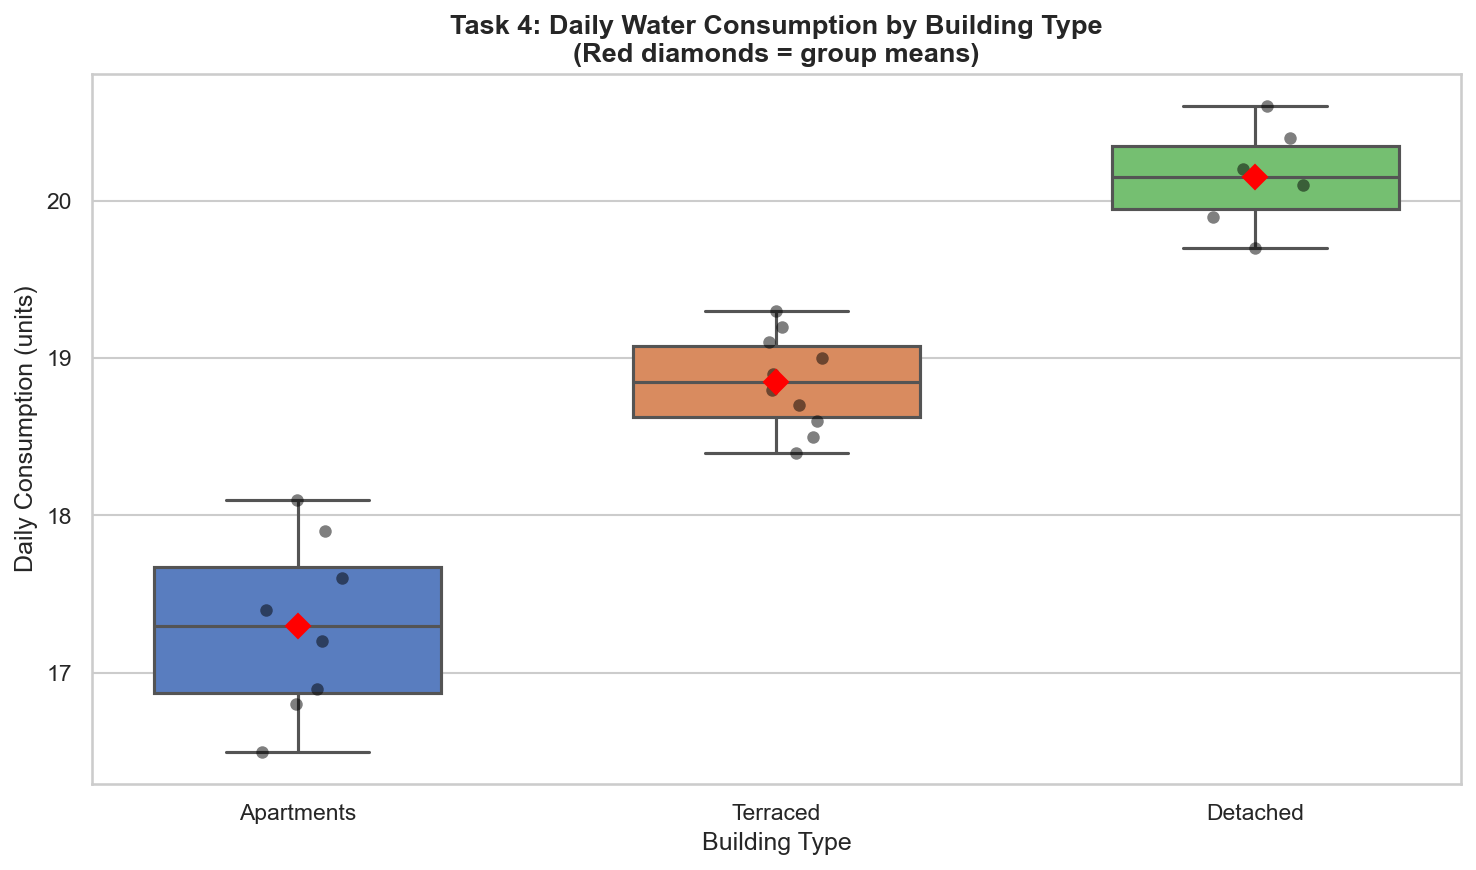 Task 4: Daily Water Consumption by Building Type
(Red diamonds = group means)
Daily Consumption (units)
20
19
18
17
Apartments
Terraced
Detached
Building Type